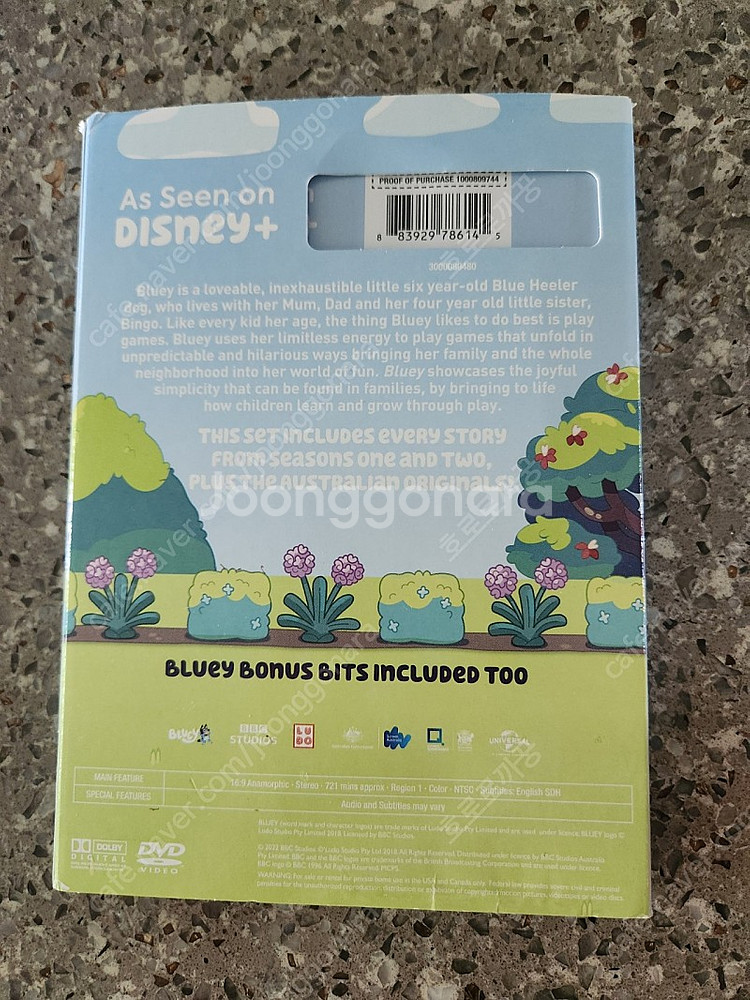 As Seen on
Disney+
PROOF OF PURCHASE 1000809744
8 83929 78614 5
3000089460
Bluey is a loveable, inexhaustible little six year-old Blue Heeler
dog, who lives with her Mum, Dad and her four year old little sister,
Bingo. Like every kid her age, the thing Bluey likes to do best is play
games. Bluey uses her limitless energy to play games that unfold in
unpredictable and hilarious ways bringing her family and the whole
neighborhood into her world of fun. Bluey showcases the joyful
simplicity that can be found in families, by bringing to life
how children learn and grow through play.
THIS SET INCLUDES EVERY STORY
FROM SEASONS ONE AND TWO,
PLUS THE AUSTRALIAN ORIGINALS!
Joonggonara
BLUEY BONUS BITS INCLUDED TOO
BLUEY
BBC STUDIOS
LUDO
UNIVERSAL
MAIN FEATURE 16:9 Anamorphic · Stereo · 721 mins approx · Region 1 · Color · NTSC · Subtitles: English SDH
SPECIAL FEATURES Audio and Subtitles may vary
DOLBY DIGITAL
DVD VIDEO